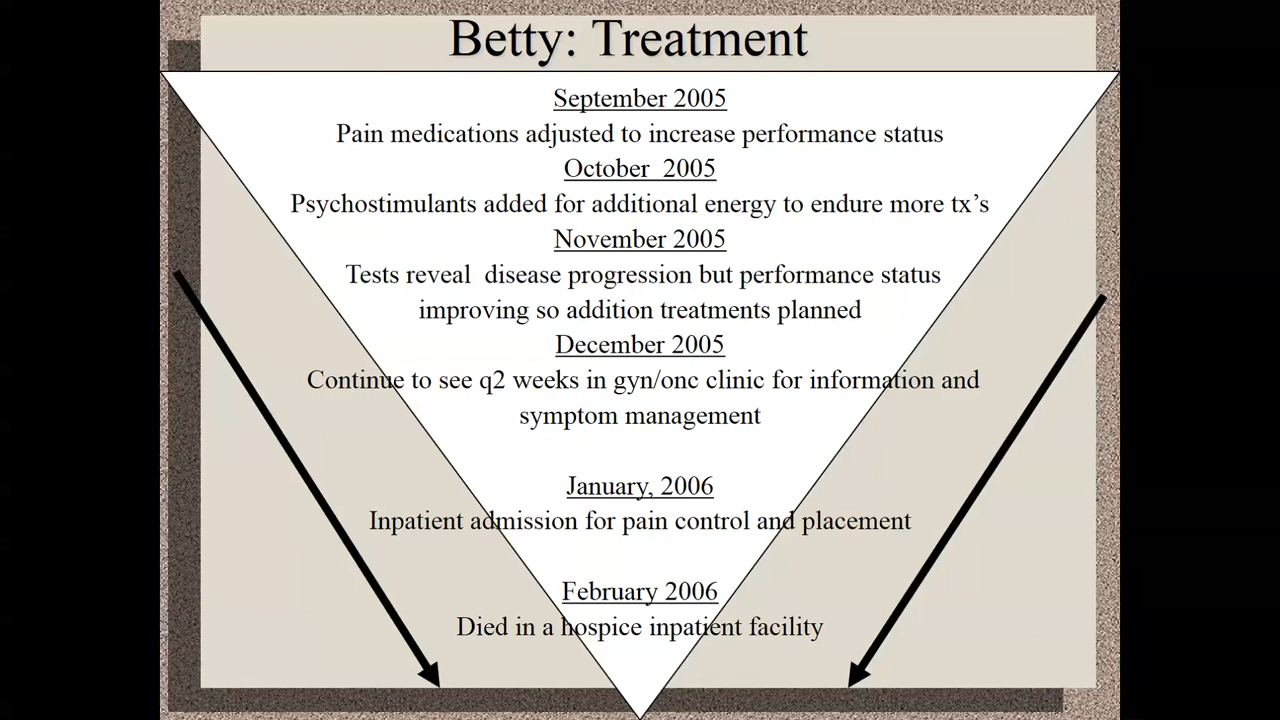 Betty: Treatment
September 2005
Pain medications adjusted to increase performance status
October  2005
Psychostimulants added for additional energy to endure more tx’s
November 2005
Tests reveal  disease progression but performance status
improving so addition treatments planned
December 2005
Continue to see q2 weeks in gyn/onc clinic for information and
symptom management
January, 2006
Inpatient admission for pain control and placement
February 2006
Died in a hospice inpatient facility